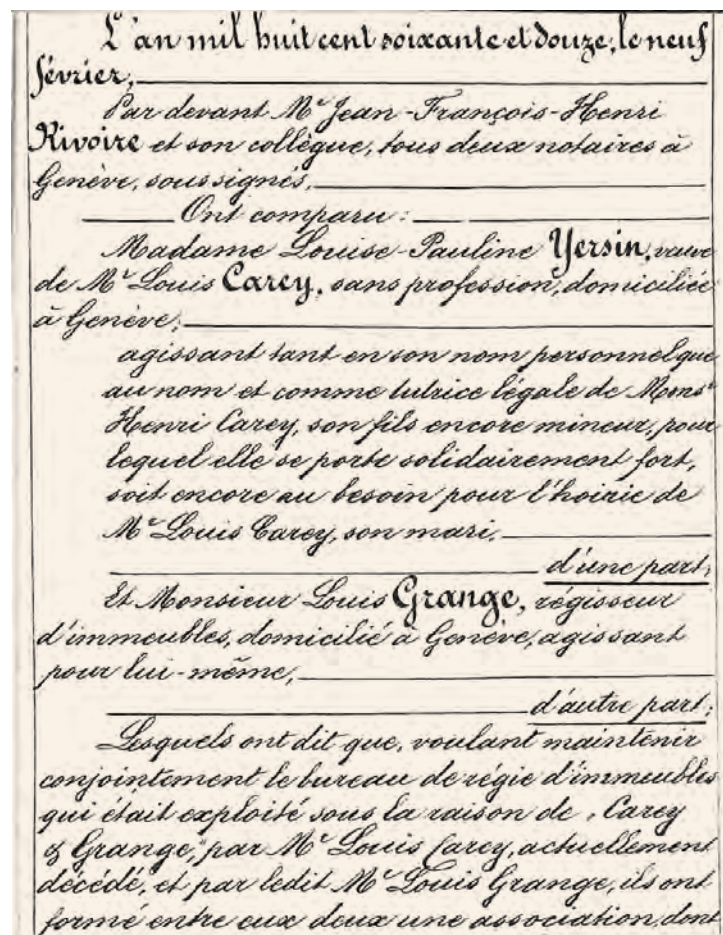 L'an mil huit cent soixante et douze, le neuf
février,
Par devant Mr Jean-François-Henri
Rivoire et son collègue, tous deux notaires à
Genève, soussignés,
Ont comparu :
Madame Louise-Pauline Yersin, veuve
de Mr Louis Carey, sans profession, domiciliée
à Genève,
agissant tant en son nom personnel que
au nom et comme tutrice légale de Monsr
Henri Carey, son fils encore mineur, pour
lequel elle se porte solidairement fort,
soit encore au besoin pour l'hoirie de
Mr Louis Carey, son mari,
d'une part,
Et Monsieur Louis Grange, régisseur
d'immeubles, domicilié à Genève, agissant
pour lui-même,
d'autre part;
Lesquels ont dit que, voulant maintenir
conjointement le bureau de régie d'immeubles
qui était exploité sous la raison de „Carey
& Grange," par Mr Louis Carey, actuellement
décédé, et par ledit Mr Louis Grange, ils ont
formé entre eux deux une association, dont